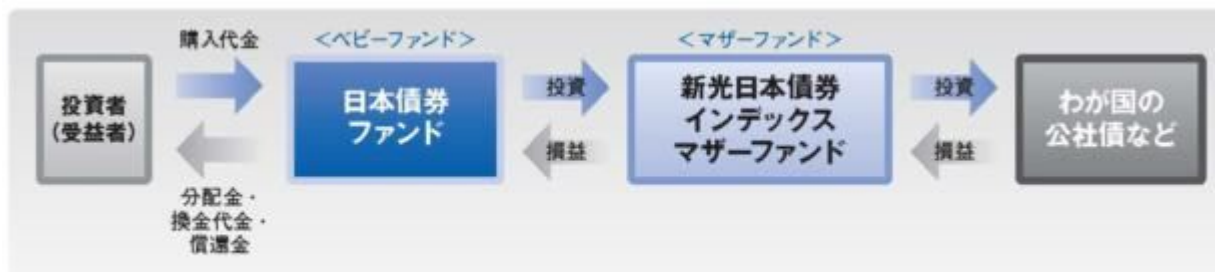 投資者
(受益者)
購入代金
分配金・
換金代金・
償還金
<ベビーファンド>
日本債券
ファンド
投資
損益
<マザーファンド>
新光日本債券
インデックス
マザーファンド
投資
損益
わが国の
公社債など